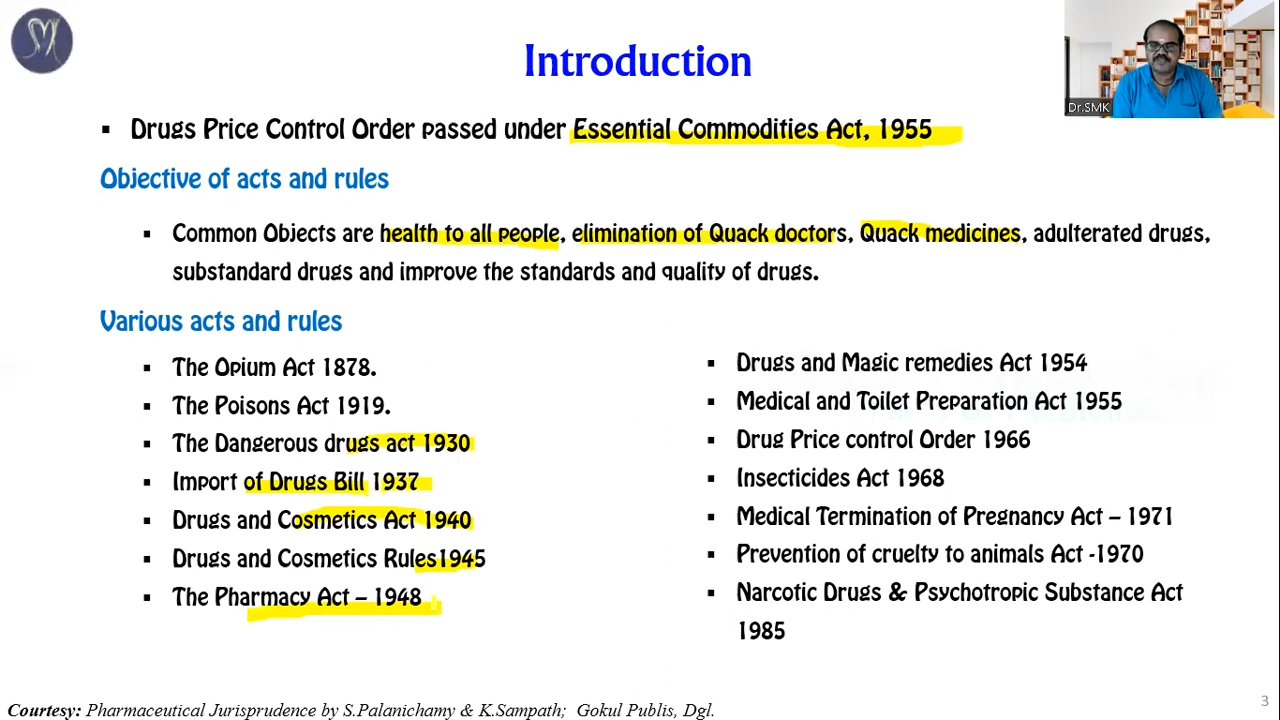 SM
Introduction
Dr.SMK
▪ Drugs Price Control Order passed under Essential Commodities Act, 1955
Objective of acts and rules
▪ Common Objects are health to all people, elimination of Quack doctors, Quack medicines, adulterated drugs,
substandard drugs and improve the standards and quality of drugs.
Various acts and rules
▪ The Opium Act 1878.
▪ The Poisons Act 1919.
▪ The Dangerous drugs act 1930
▪ Import of Drugs Bill 1937
▪ Drugs and Cosmetics Act 1940
▪ Drugs and Cosmetics Rules1945
▪ The Pharmacy Act – 1948
▪ Drugs and Magic remedies Act 1954
▪ Medical and Toilet Preparation Act 1955
▪ Drug Price control Order 1966
▪ Insecticides Act 1968
▪ Medical Termination of Pregnancy Act – 1971
▪ Prevention of cruelty to animals Act -1970
▪ Narcotic Drugs & Psychotropic Substance Act
1985
Courtesy: Pharmaceutical Jurisprudence by S.Palanichamy & K.Sampath; Gokul Publis, Dgl.
3